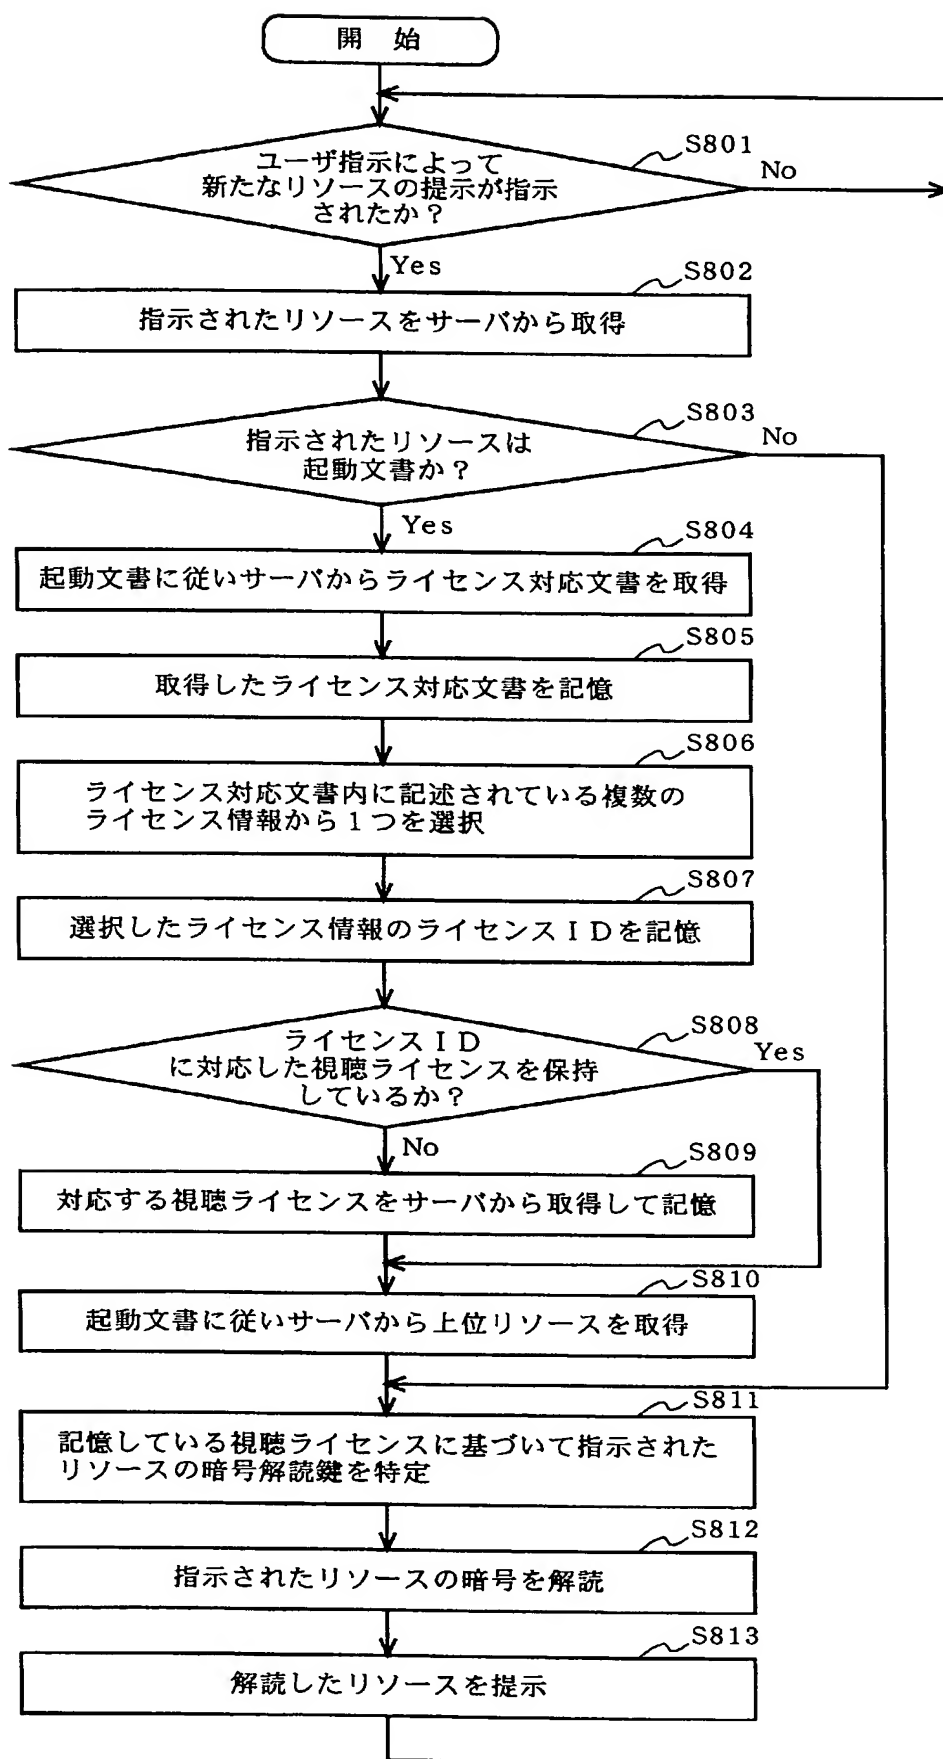 開 始
S801
ユーザ指示によって
新たなリソースの提示が指示
されたか?
No
Yes
S802
指示されたリソースをサーバから取得
S803
指示されたリソースは
起動文書か?
No
Yes
S804
起動文書に従いサーバからライセンス対応文書を取得
S805
取得したライセンス対応文書を記憶
S806
ライセンス対応文書内に記述されている複数の
ライセンス情報から1つを選択
S807
選択したライセンス情報のライセンスIDを記憶
S808
ライセンスID
に対応した視聴ライセンスを保持
しているか?
Yes
No
S809
対応する視聴ライセンスをサーバから取得して記憶
S810
起動文書に従いサーバから上位リソースを取得
S811
記憶している視聴ライセンスに基づいて指示された
リソースの暗号解読鍵を特定
S812
指示されたリソースの暗号を解読
S813
解読したリソースを提示